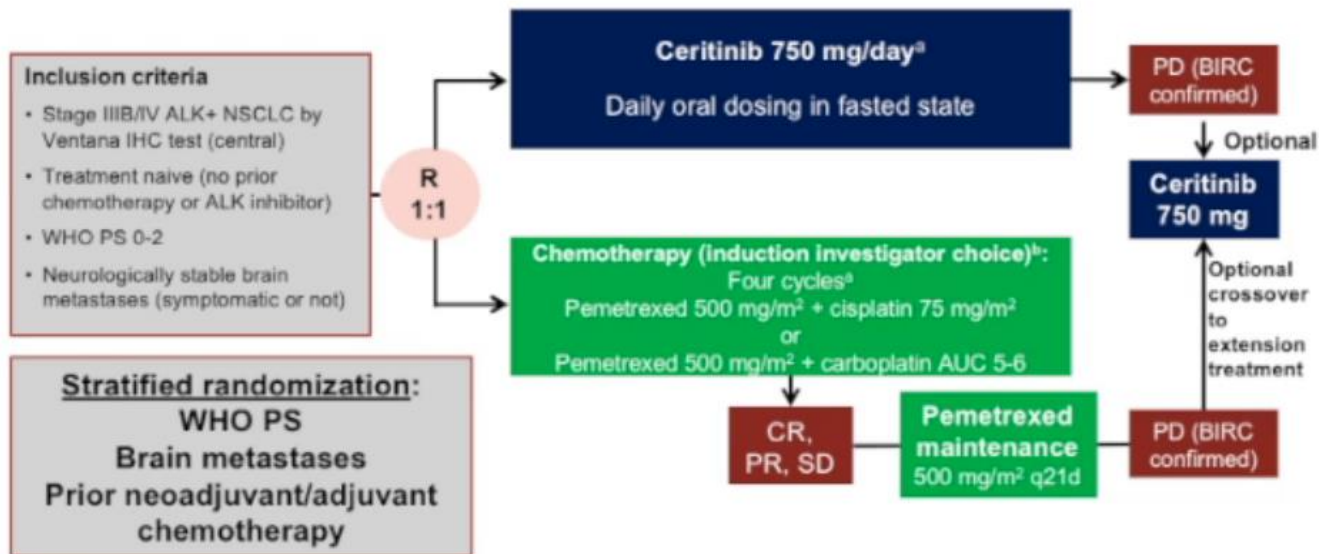 Inclusion criteria
• Stage IIIB/IV ALK+ NSCLC by
Ventana IHC test (central)
• Treatment naive (no prior
chemotherapy or ALK inhibitor)
• WHO PS 0-2
• Neurologically stable brain
metastases (symptomatic or not)
Stratified randomization:
WHO PS
Brain metastases
Prior neoadjuvant/adjuvant
chemotherapy
R
1:1
Ceritinib 750 mg/dayª
Daily oral dosing in fasted state
PD (BIRC
confirmed)
Optional
Ceritinib
750 mg
Chemotherapy (induction investigator choice)ᵇ:
Four cyclesª
Pemetrexed 500 mg/m² + cisplatin 75 mg/m²
or
Pemetrexed 500 mg/m² + carboplatin AUC 5-6
CR,
PR, SD
Pemetrexed
maintenance
500 mg/m² q21d
PD (BIRC
confirmed)
Optional
crossover
to
extension
treatment